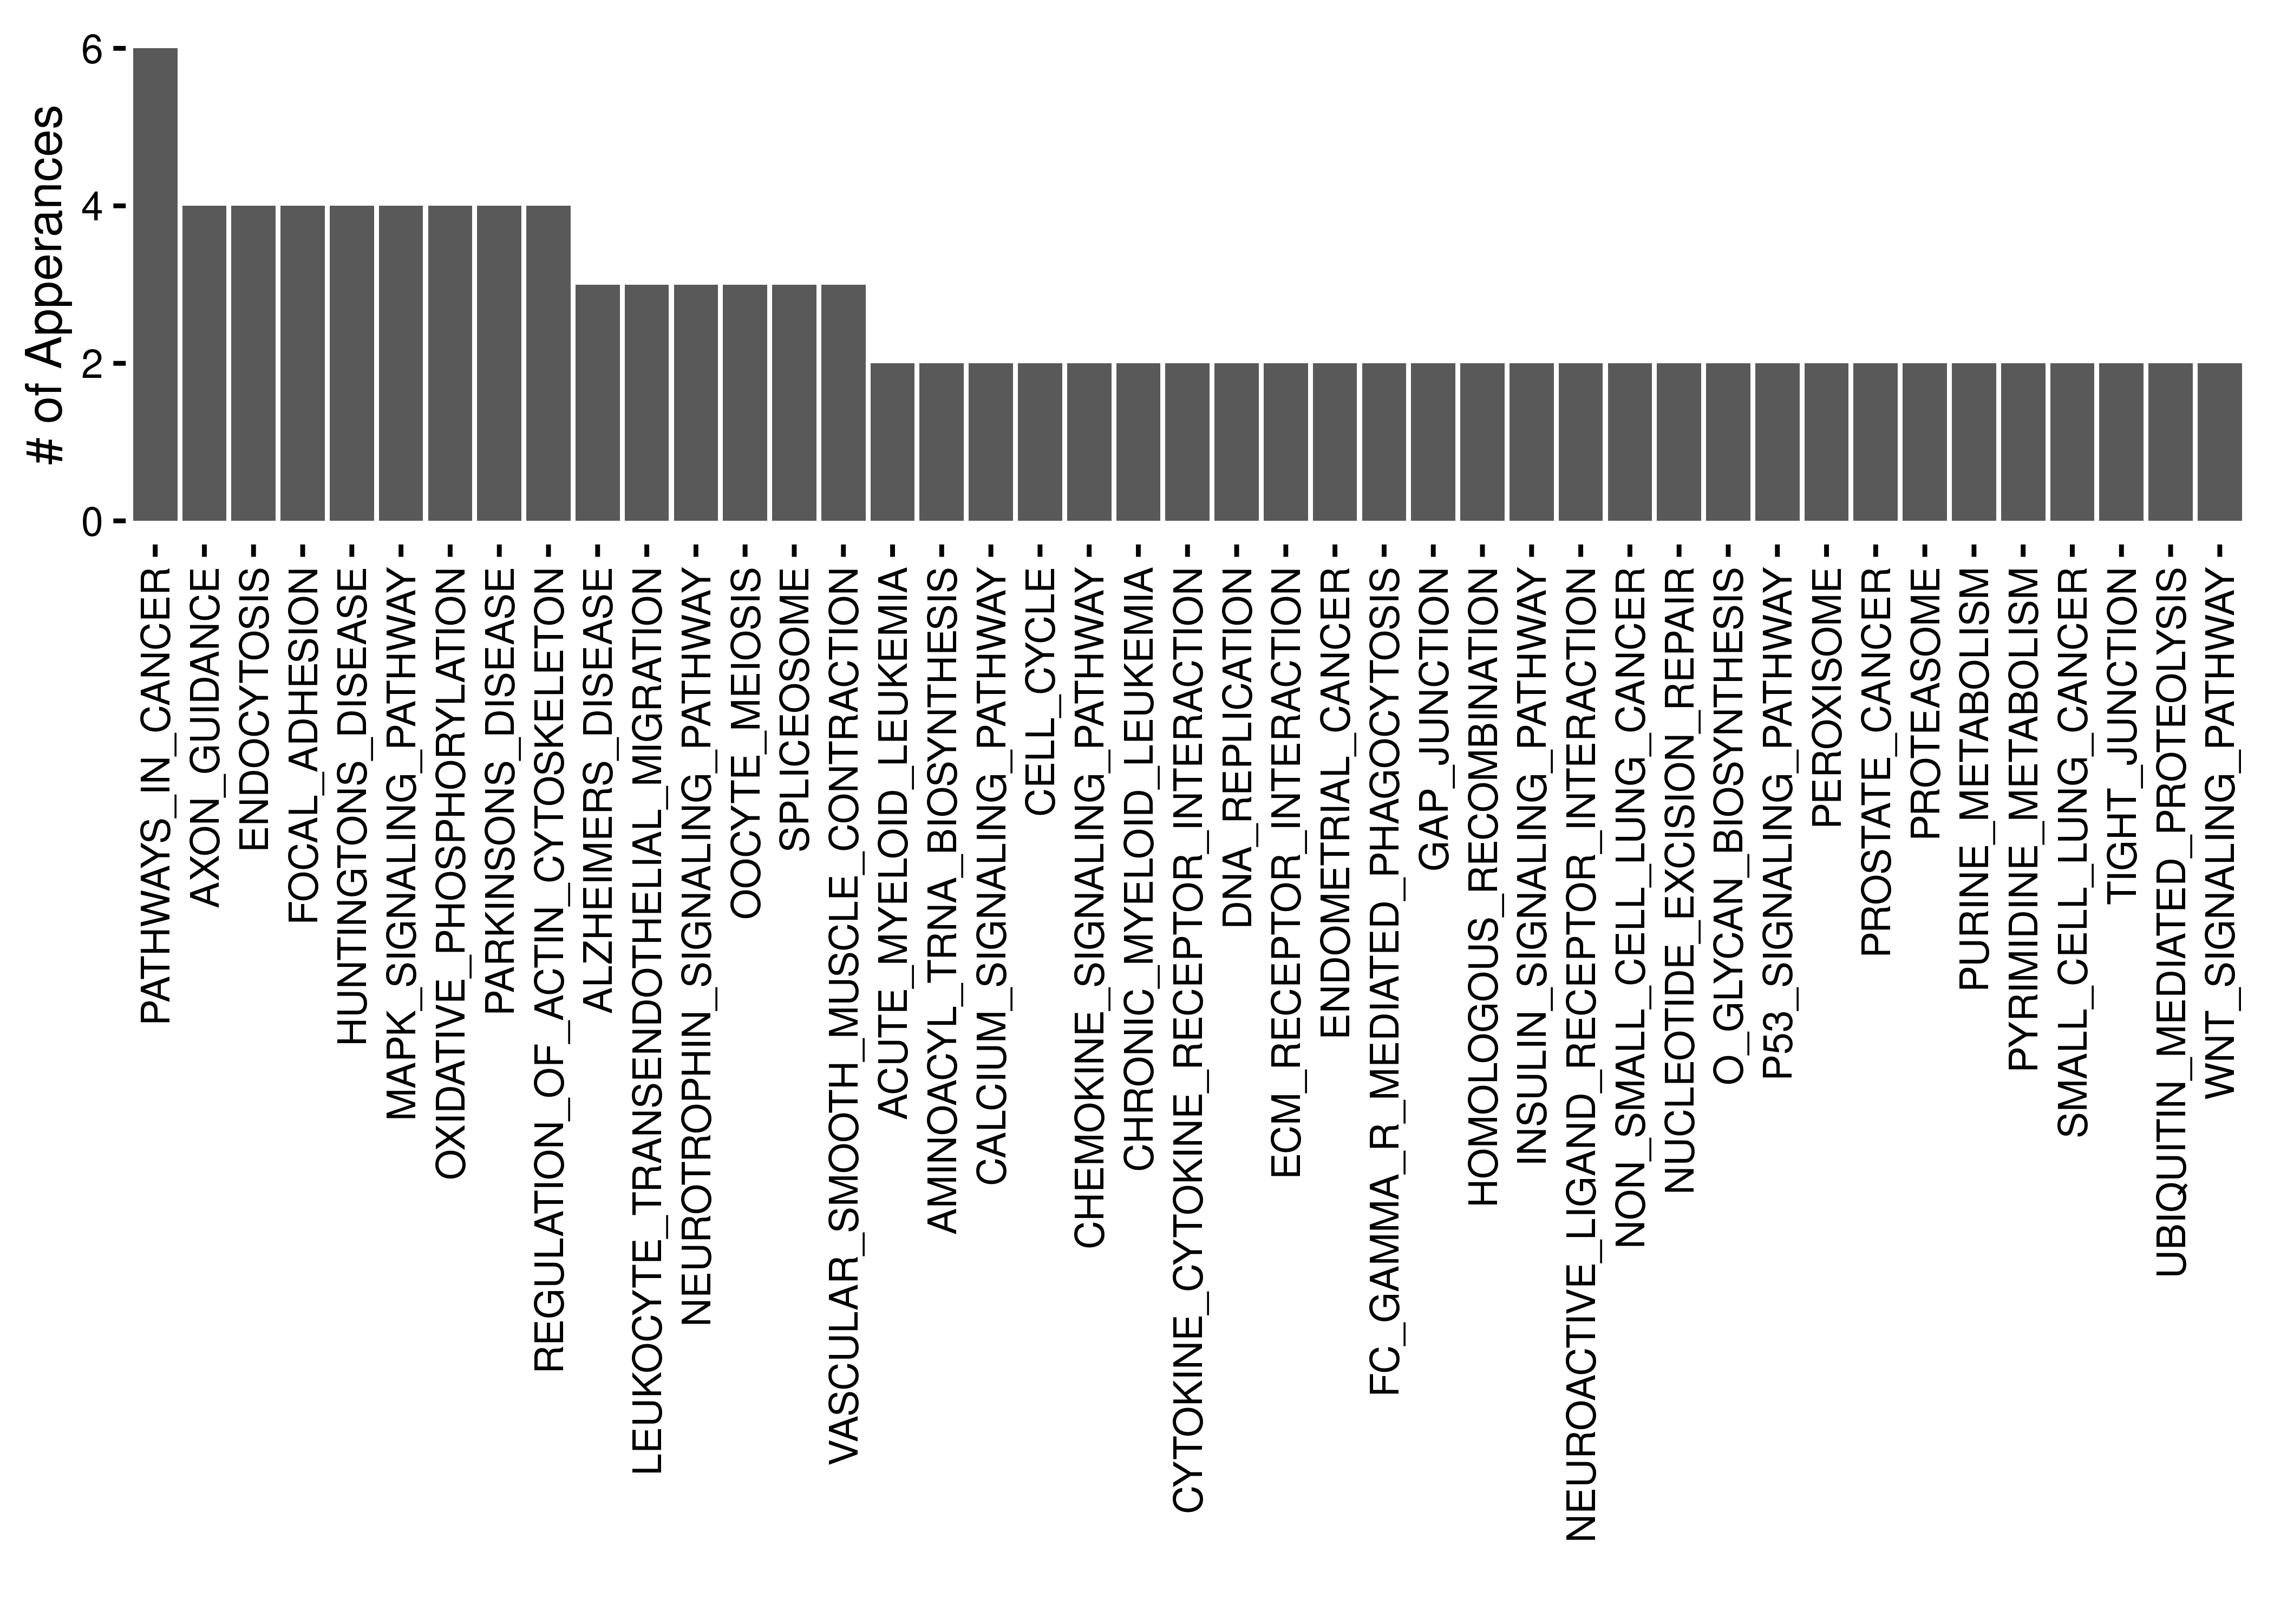 # of Apperances
6
4
2
0
PATHWAYS_IN_CANCER
AXON_GUIDANCE
ENDOCYTOSIS
FOCAL_ADHESION
HUNTINGTONS_DISEASE
MAPK_SIGNALING_PATHWAY
OXIDATIVE_PHOSPHORYLATION
PARKINSONS_DISEASE
REGULATION_OF_ACTIN_CYTOSKELETON
ALZHEIMERS_DISEASE
LEUKOCYTE_TRANSENDOTHELIAL_MIGRATION
NEUROTROPHIN_SIGNALING_PATHWAY
OOCYTE_MEIOSIS
SPLICEOSOME
VASCULAR_SMOOTH_MUSCLE_CONTRACTION
ACUTE_MYELOID_LEUKEMIA
AMINOACYL_TRNA_BIOSYNTHESIS
CALCIUM_SIGNALING_PATHWAY
CELL_CYCLE
CHEMOKINE_SIGNALING_PATHWAY
CHRONIC_MYELOID_LEUKEMIA
CYTOKINE_CYTOKINE_RECEPTOR_INTERACTION
DNA_REPLICATION
ECM_RECEPTOR_INTERACTION
ENDOMETRIAL_CANCER
FC_GAMMA_R_MEDIATED_PHAGOCYTOSIS
GAP_JUNCTION
HOMOLOGOUS_RECOMBINATION
INSULIN_SIGNALING_PATHWAY
NEUROACTIVE_LIGAND_RECEPTOR_INTERACTION
NON_SMALL_CELL_LUNG_CANCER
NUCLEOTIDE_EXCISION_REPAIR
O_GLYCAN_BIOSYNTHESIS
P53_SIGNALING_PATHWAY
PEROXISOME
PROSTATE_CANCER
PROTEASOME
PURINE_METABOLISM
PYRIMIDINE_METABOLISM
SMALL_CELL_LUNG_CANCER
TIGHT_JUNCTION
UBIQUITIN_MEDIATED_PROTEOLYSIS
WNT_SIGNALING_PATHWAY